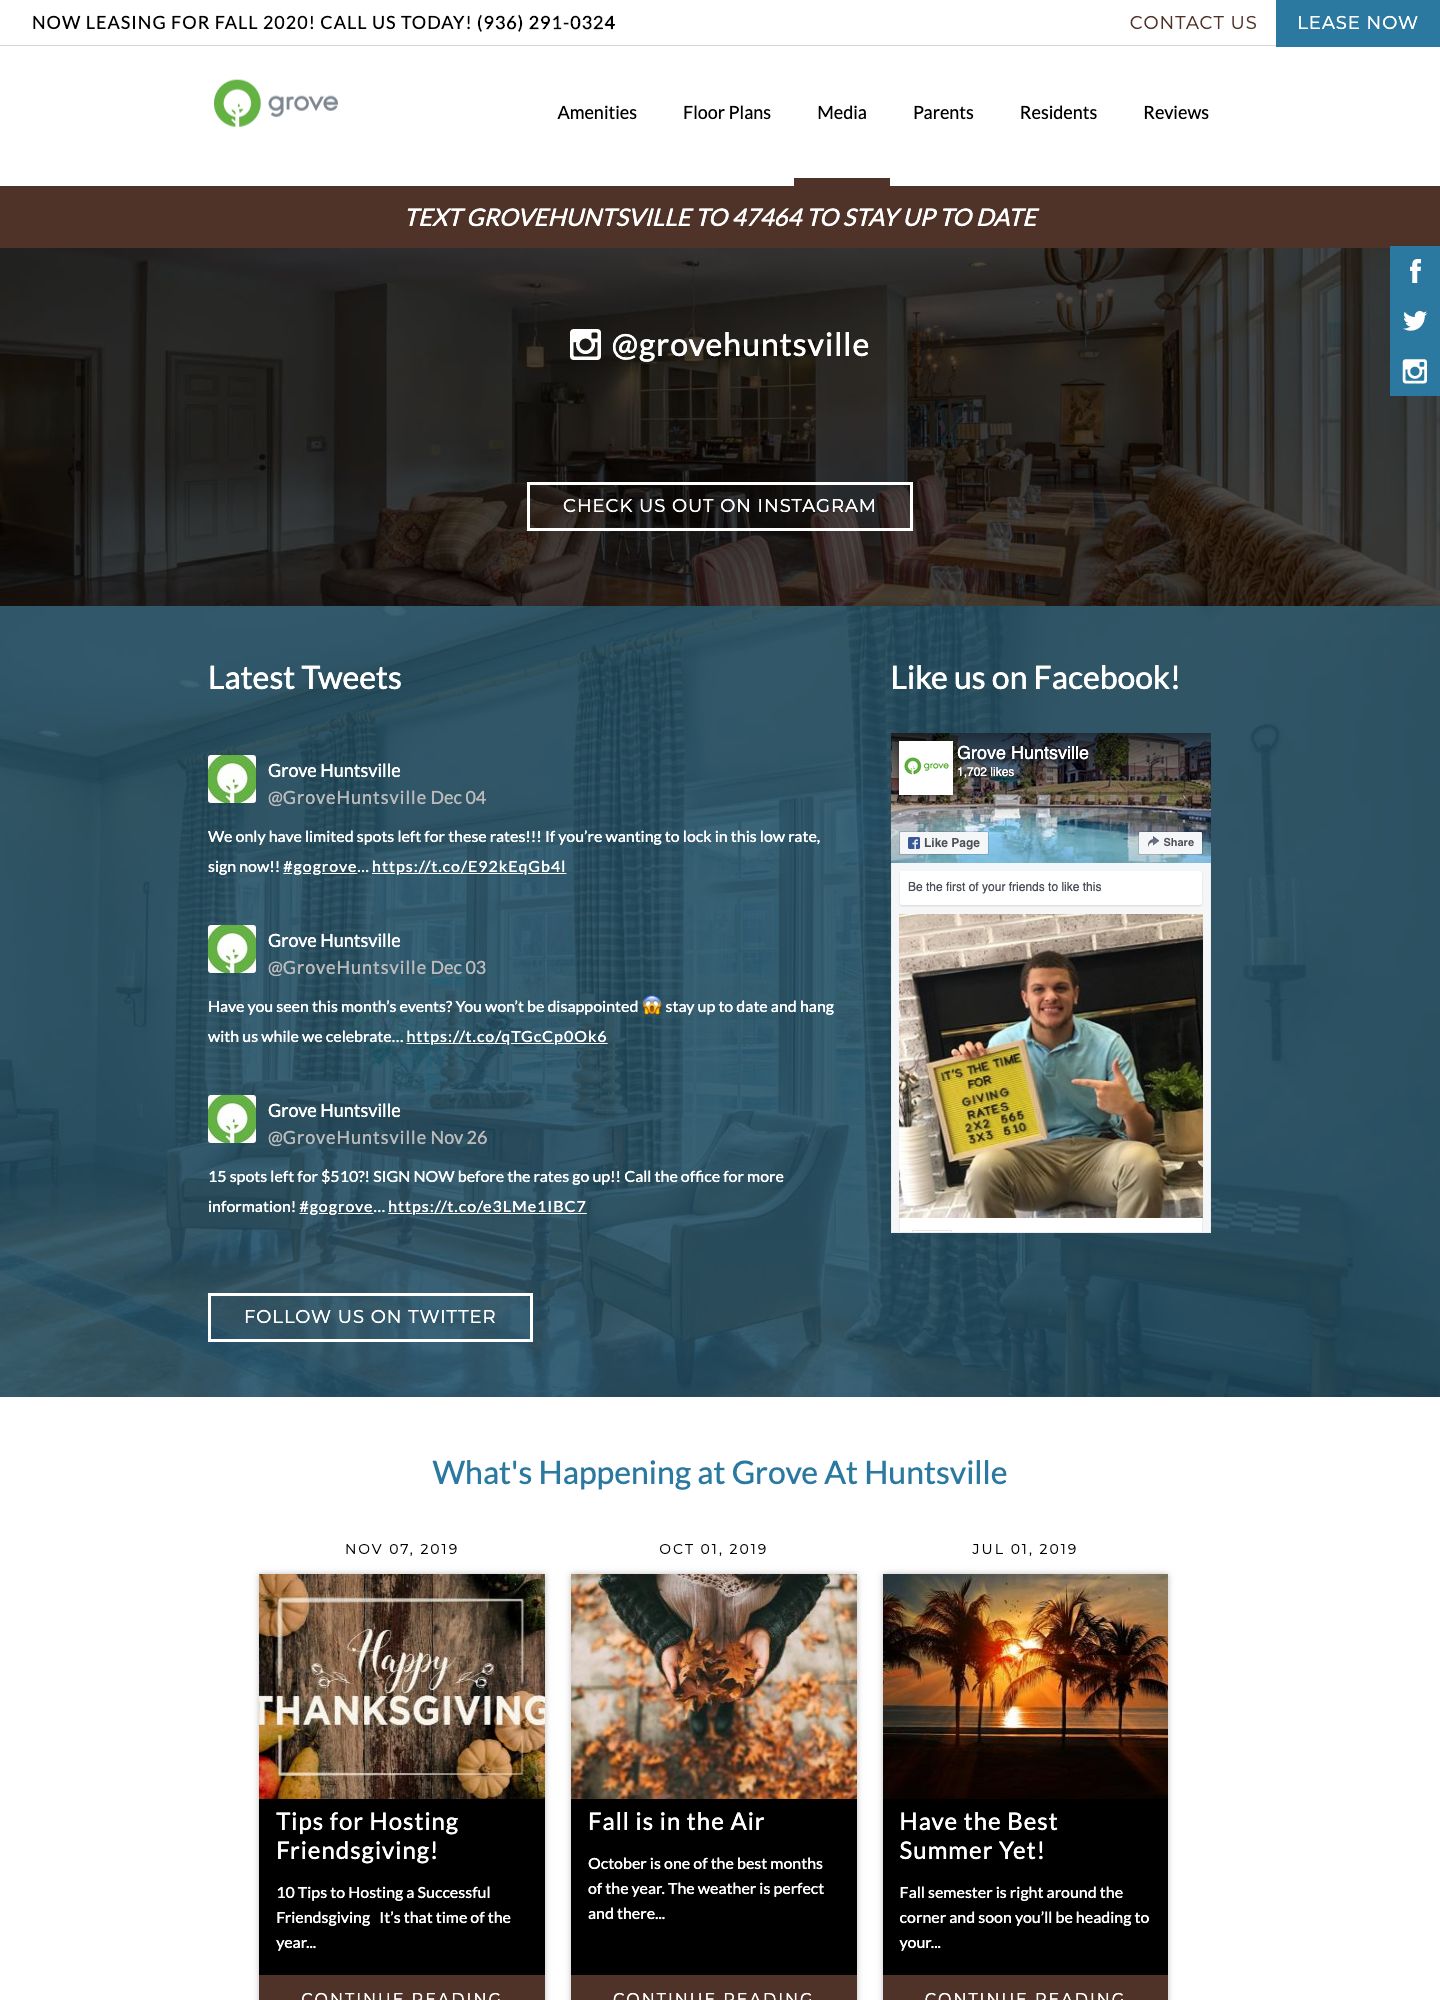 NOW LEASING FOR FALL 2020! CALL US TODAY! (936) 291-0324
CONTACT US
LEASE NOW
grove
Amenities
Floor Plans
Media
Parents
Residents
Reviews
TEXT GROVEHUNTSVILLE TO 47464 TO STAY UP TO DATE
@grovehuntsville
CHECK US OUT ON INSTAGRAM
Latest Tweets
Grove Huntsville
@GroveHuntsville Dec 04
We only have limited spots left for these rates!!! If you’re wanting to lock in this low rate,
sign now!! #gogrove… https://t.co/E92kEqGb4l
Grove Huntsville
@GroveHuntsville Dec 03
Have you seen this month’s events? You won’t be disappointed 😱 stay up to date and hang
with us while we celebrate… https://t.co/qTGcCp0Ok6
Grove Huntsville
@GroveHuntsville Nov 26
15 spots left for $510?! SIGN NOW before the rates go up!! Call the office for more
information! #gogrove… https://t.co/e3LMe1IBC7
FOLLOW US ON TWITTER
Like us on Facebook!
grove
Grove Huntsville
1,702 likes
Like Page
Share
Be the first of your friends to like this
IT'S THE TIME
FOR
GIVING
RATES
2X2 565
3X3 510
What's Happening at Grove At Huntsville
NOV 07, 2019
Happy
THANKSGIVING
Tips for Hosting
Friendsgiving!
10 Tips to Hosting a Successful
Friendsgiving It’s that time of the
year...
CONTINUE READING
OCT 01, 2019
Fall is in the Air
October is one of the best months
of the year. The weather is perfect
and there...
CONTINUE READING
JUL 01, 2019
Have the Best
Summer Yet!
Fall semester is right around the
corner and soon you’ll be heading to
your...
CONTINUE READING